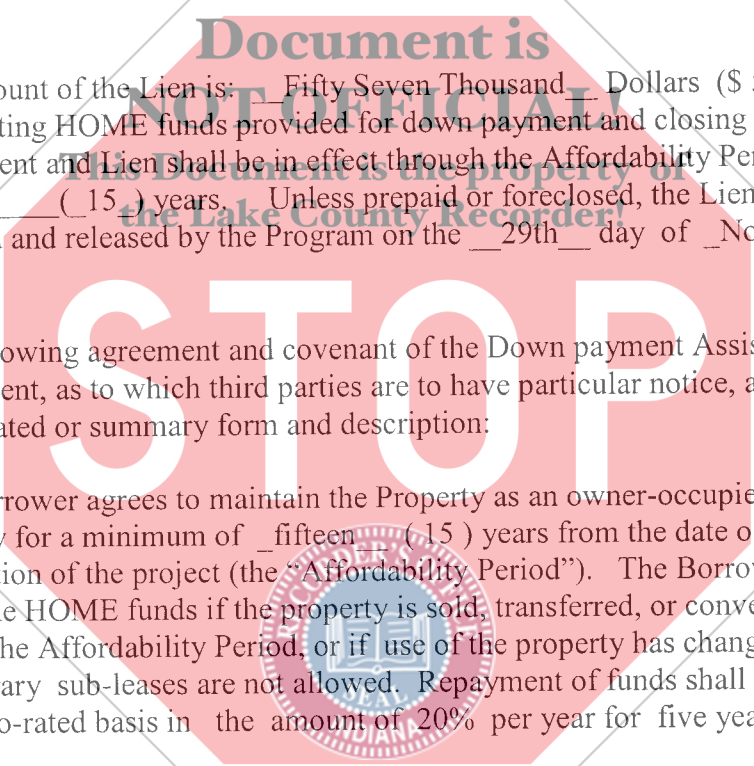 Document is
ount of the Lien is: __Fifty Seven Thousand__ Dollars ($
NOT OFFICIAL!
ting HOME funds provided for down payment and closing
ent and Lien shall be in effect through the Affordability Per
This Document is the property of
____(_15_) years. Unless prepaid or foreclosed, the Lien
the Lake County Recorder!
and released by the Program on the __29th__ day of _No
STOP
owing agreement and covenant of the Down payment Assis
ent, as to which third parties are to have particular notice, a
ated or summary form and description:
rrower agrees to maintain the Property as an owner-occupie
y for a minimum of _fifteen__ ( 15 ) years from the date o
ion of the project (the “Affordability Period”). The Borrow
e HOME funds if the property is sold, transferred, or conve
he Affordability Period, or if use of the property has chang
rary sub-leases are not allowed. Repayment of funds shall
o-rated basis in the amount of 20% per year for five yea
RECORDER'S OFFICE
SEAL
INDIANA